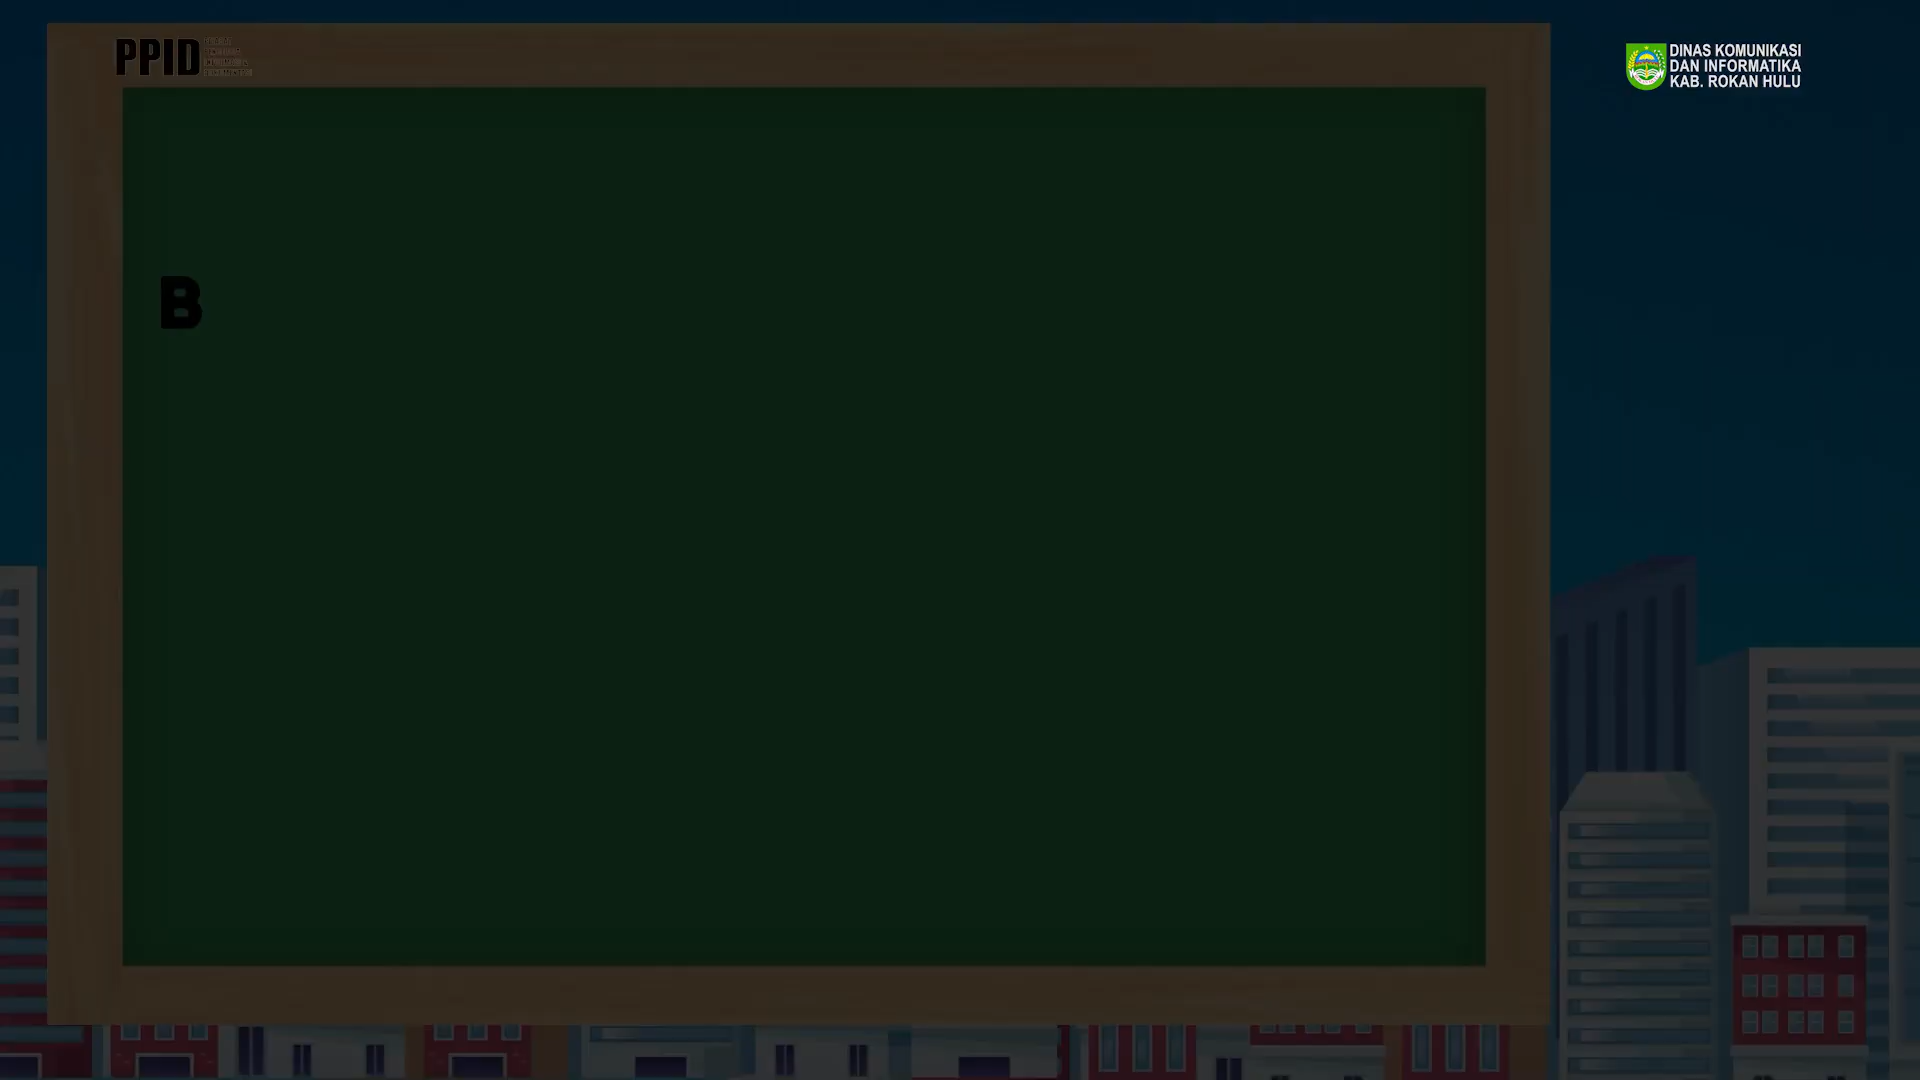 PPID
DINAS KOMUNIKASI
DAN INFORMATIKA
KAB. ROKAN HULU
B